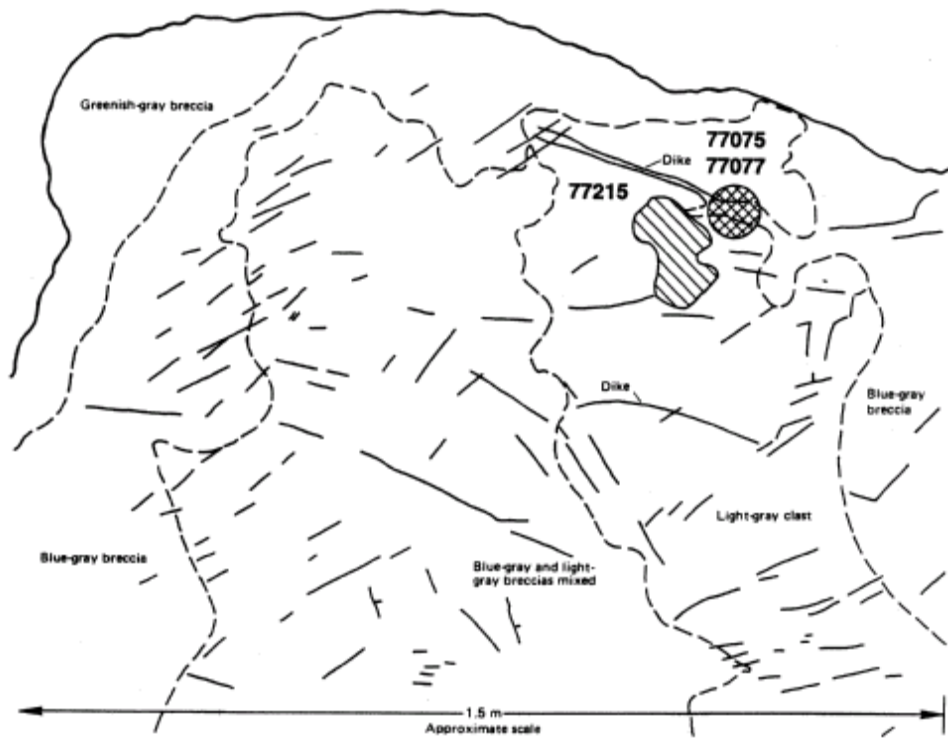 Greenish-gray breccia
77075
77077
Dike
77215
Dike
Blue-gray
breccia
Light-gray clast
Blue-gray breccia
Blue-gray and light-
gray breccias mixed
1.5 m
Approximate scale